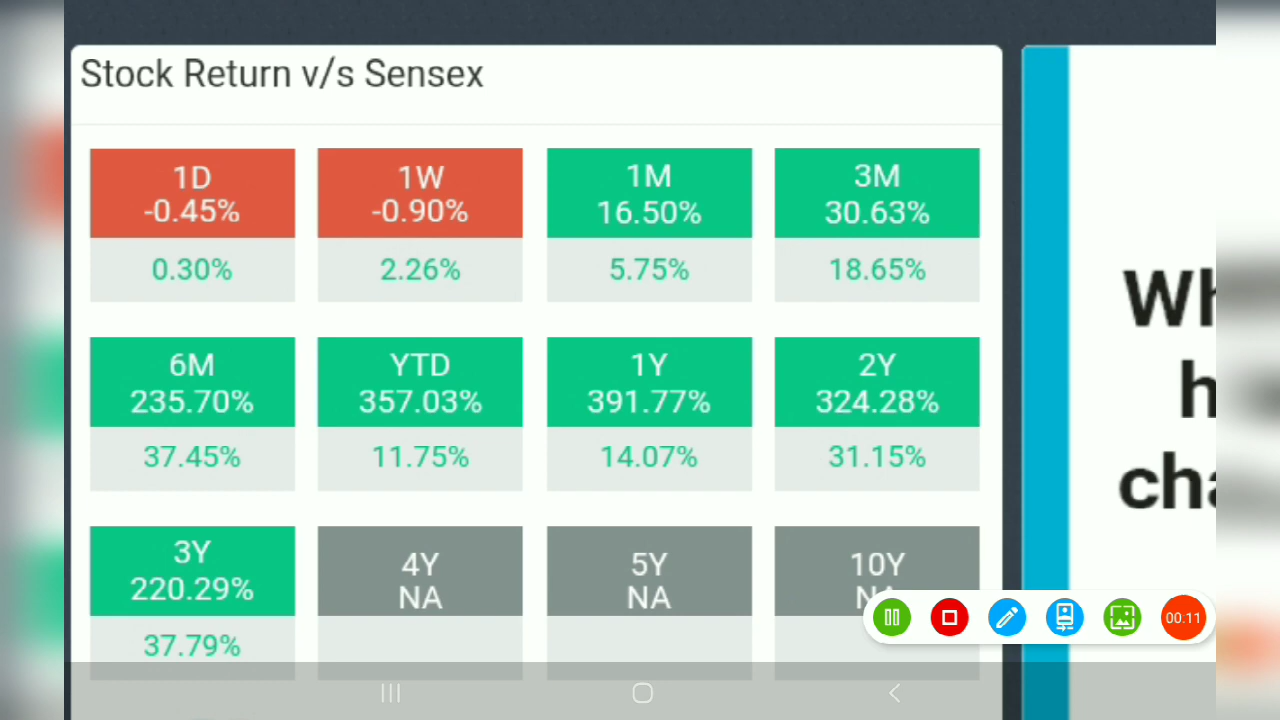 Stock Return v/s Sensex
1D
-0.45%
0.30%
1W
-0.90%
2.26%
1M
16.50%
5.75%
3M
30.63%
18.65%
6M
235.70%
37.45%
YTD
357.03%
11.75%
1Y
391.77%
14.07%
2Y
324.28%
31.15%
3Y
220.29%
37.79%
4Y
NA
5Y
NA
10Y
NA
00:11